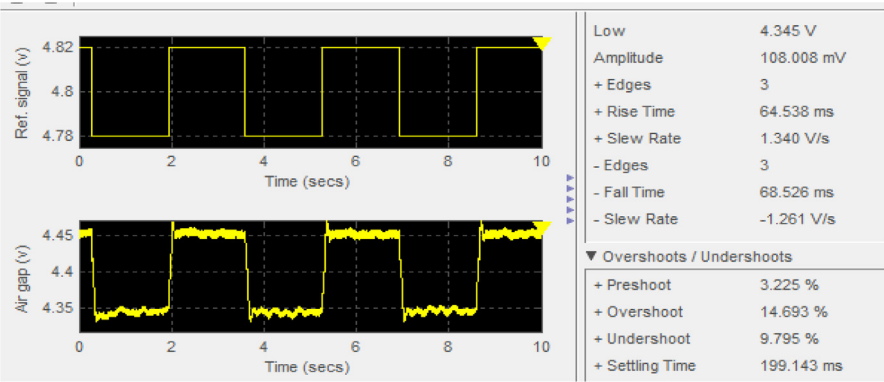 Ref. signal (v)
4.82
4.8
4.78
0 2 4 6 8 10
Time (secs)
Air gap (v)
4.45
4.4
4.35
0 2 4 6 8 10
Time (secs)
Low 4.345 V
Amplitude 108.008 mV
+ Edges 3
+ Rise Time 64.538 ms
+ Slew Rate 1.340 V/s
- Edges 3
- Fall Time 68.526 ms
- Slew Rate -1.261 V/s
▼ Overshoots / Undershoots
+ Preshoot 3.225 %
+ Overshoot 14.693 %
+ Undershoot 9.795 %
+ Settling Time 199.143 ms